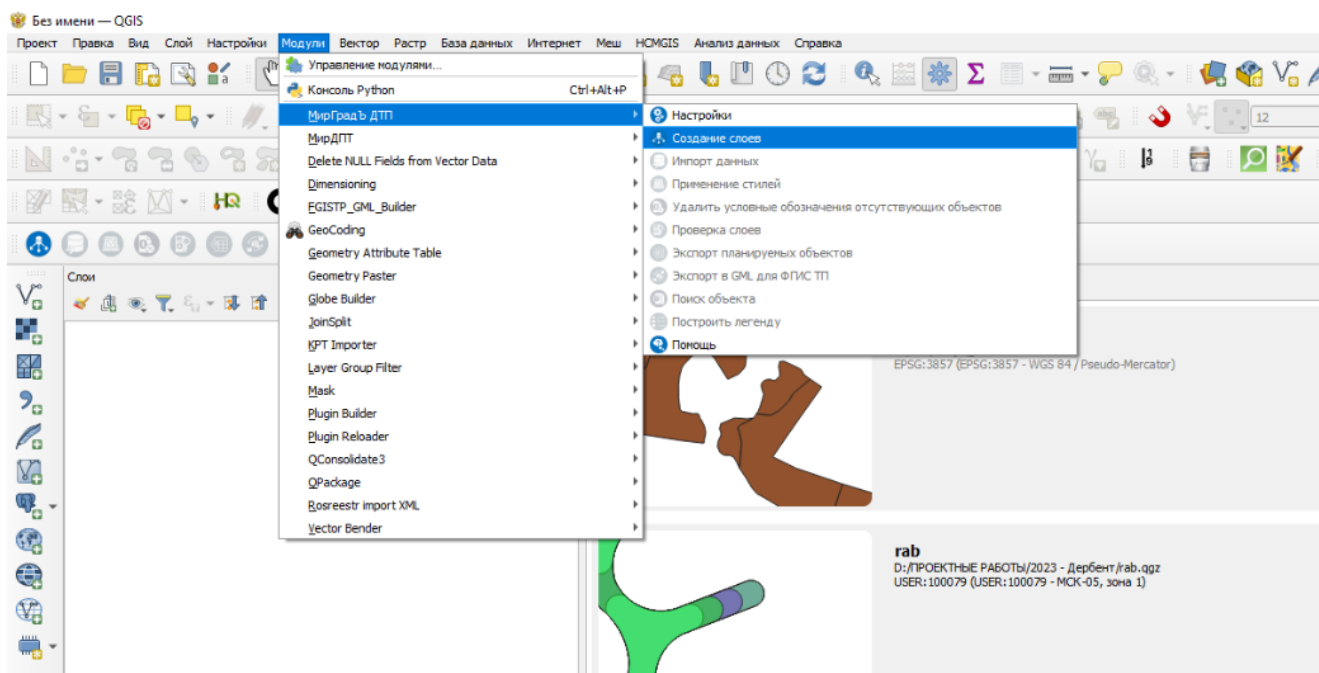 Без имени — QGIS
Проект Правка Вид Слой Настройки Модули Вектор Растр База данных Интернет Меш HCMGIS Анализ данных Справка
Управление модулями...
Консоль Python Ctrl+Alt+P
МирГрадЪ ДТП
МирДПТ
Delete NULL Fields from Vector Data
Dimensioning
FGISTP_GML_Builder
GeoCoding
Geometry Attribute Table
Geometry Paster
Globe Builder
JoinSplit
KPT Importer
Layer Group Filter
Mask
Plugin Builder
Plugin Reloader
QConsolidate3
QPackage
Rosreestr import XML
Vector Bender
Настройки
Создание слоев
Импорт данных
Применение стилей
Удалить условные обозначения отсутствующих объектов
Проверка слоев
Экспорт планируемых объектов
Экспорт в GML для ФГИС ТП
Поиск объекта
Построить легенду
Помощь
12
HQ
Слои
EPSG:3857 (EPSG:3857 - WGS 84 / Pseudo-Mercator)
rab
D:/ПРОЕКТНЫЕ РАБОТЫ/2023 - Дербент/rab.qgz
USER:100079 (USER:100079 - МСК-05, зона 1)